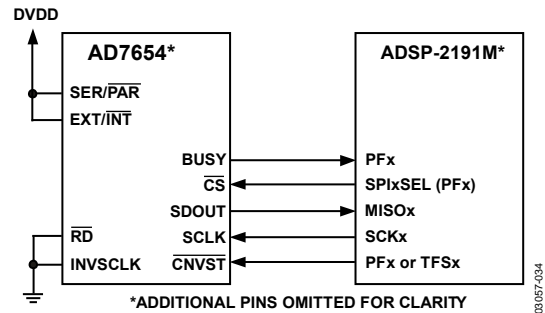 DVDD
AD7654*
ADSP-2191M*
SER/PAR
EXT/INT
BUSY
PFx
CS
SPIxSEL (PFx)
SDOUT
MISOx
RD
SCLK
SCKx
INVSCLK
CNVST
PFx or TFSx
*ADDITIONAL PINS OMITTED FOR CLARITY
03057-034